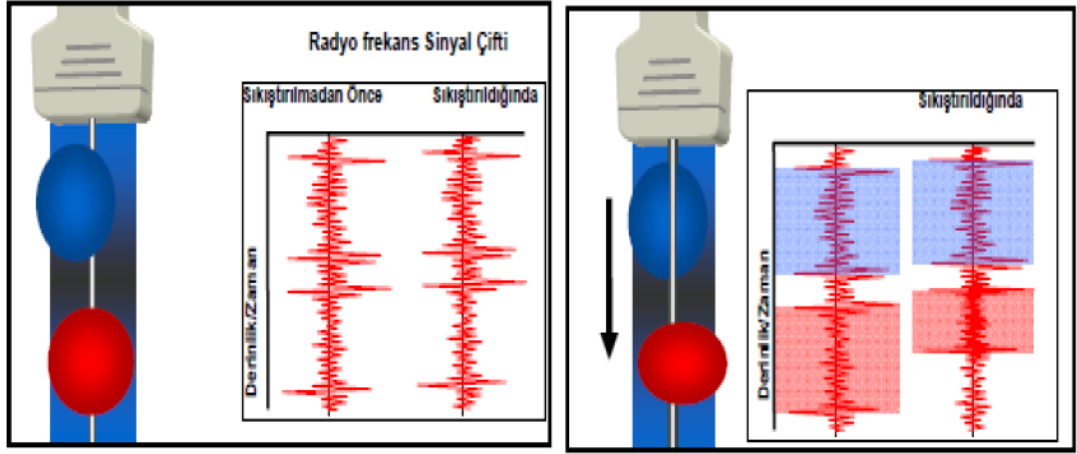 Radyo frekans Sinyal Çifti
Sıkıştırılmadan Önce
Sıkıştırıldığında
Derinlik/Zaman
Sıkıştırıldığında
Derinlik/Zaman